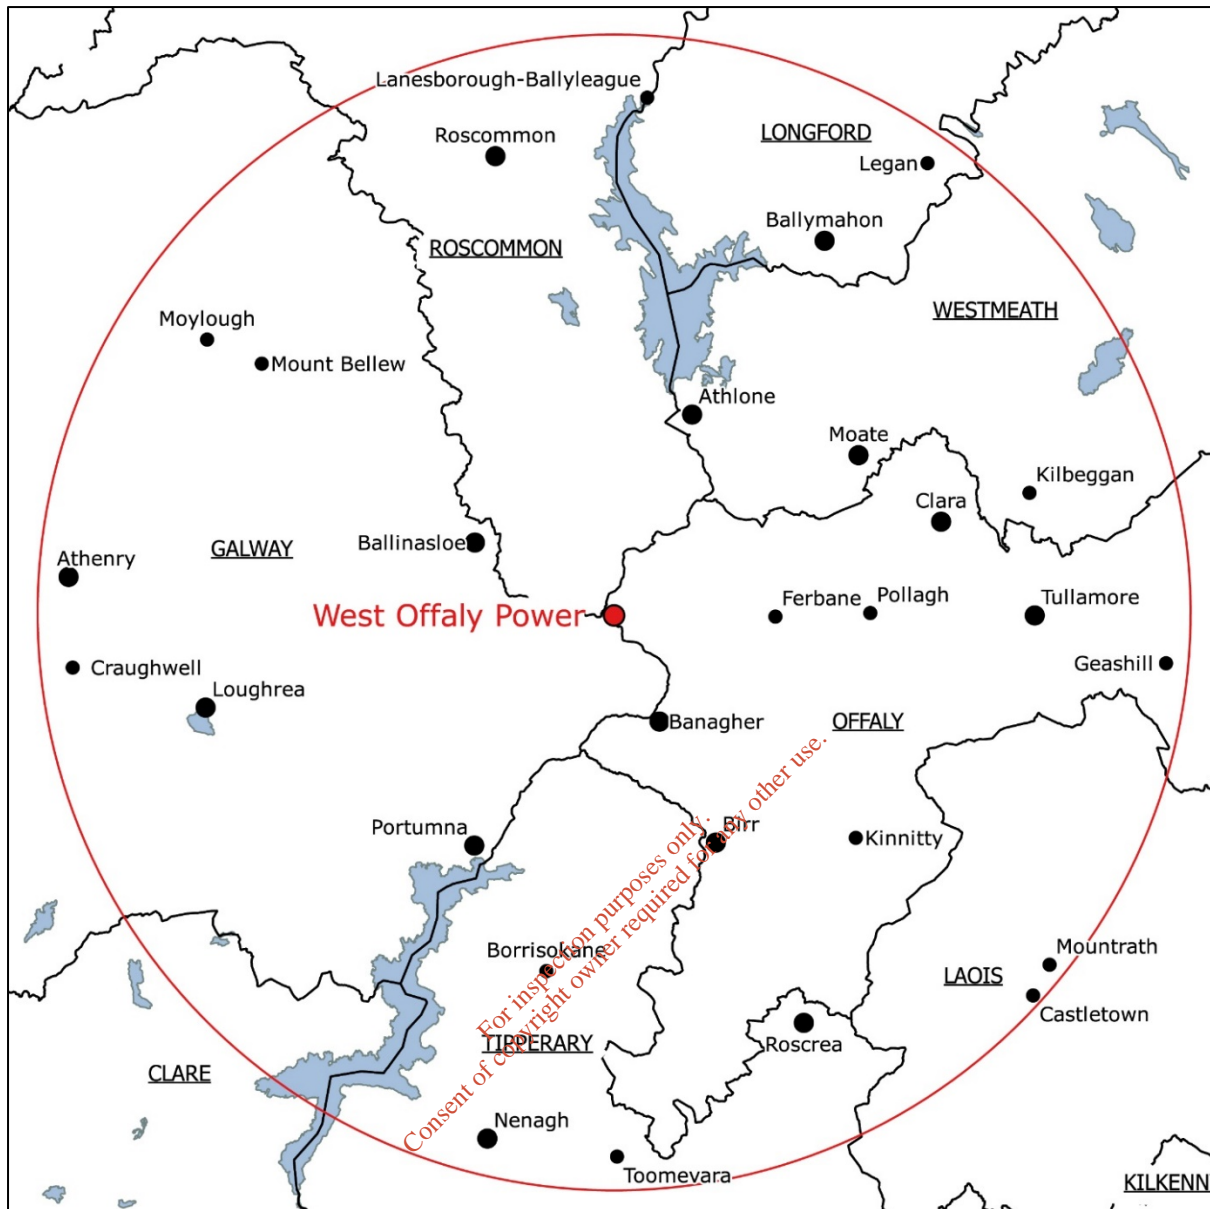 Lanesborough-Ballyleague
Roscommon
LONGFORD
Legan
Ballymahon
ROSCOMMON
WESTMEATH
Moylough
Mount Bellew
Athlone
Moate
Kilbeggan
Clara
Ballinasloe
GALWAY
Athenry
West Offaly Power
Ferbane
Pollagh
Tullamore
Geashill
Craughwell
Loughrea
Banagher
OFFALY
Portumna
Birr
Kinnitty
Borrisokane
Mountrath
LAOIS
Castletown
TIPPERARY
Roscrea
CLARE
Nenagh
Toomevara
KILKENN
For inspection purposes only.
Consent of copyright owner required for any other use.